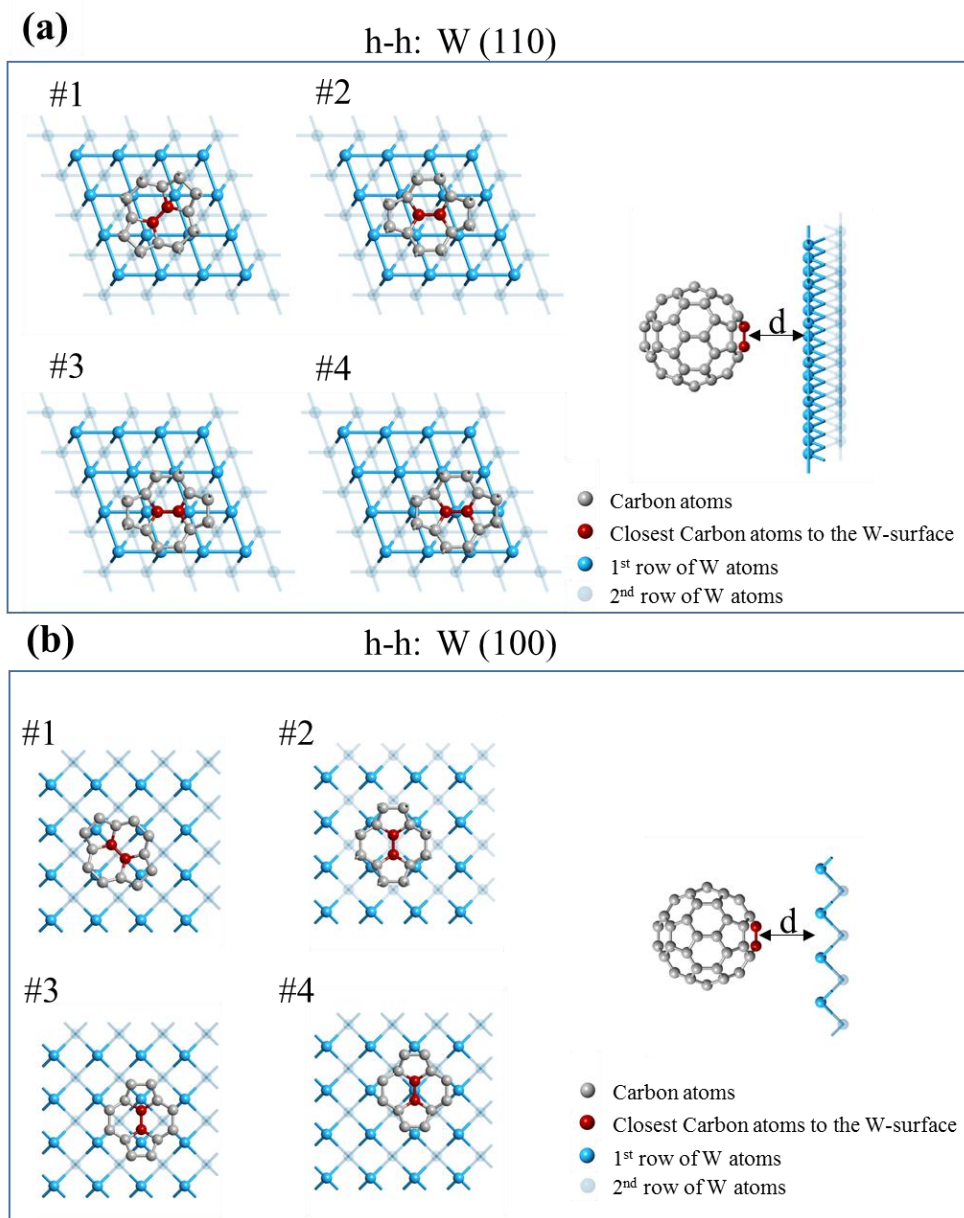 (a)
h-h: W (110)
#1
#2
d
#3
#4
Carbon atoms
Closest Carbon atoms to the W-surface
1st row of W atoms
2nd row of W atoms
(b)
h-h: W (100)
#1
#2
d
#3
#4
Carbon atoms
Closest Carbon atoms to the W-surface
1st row of W atoms
2nd row of W atoms